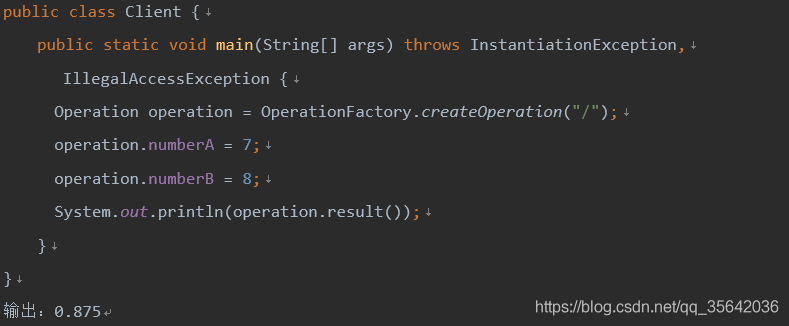 public class Client {↓
public static void main(String[] args) throws InstantiationException,↓
IllegalAccessException {↓
Operation operation = OperationFactory.createOperation("/");↓
operation.numberA = 7;↓
operation.numberB = 8;↓
System.out.println(operation.result());↓
}↓
}↓
输出：0.875↵
https://blog.csdn.net/qq_35642036